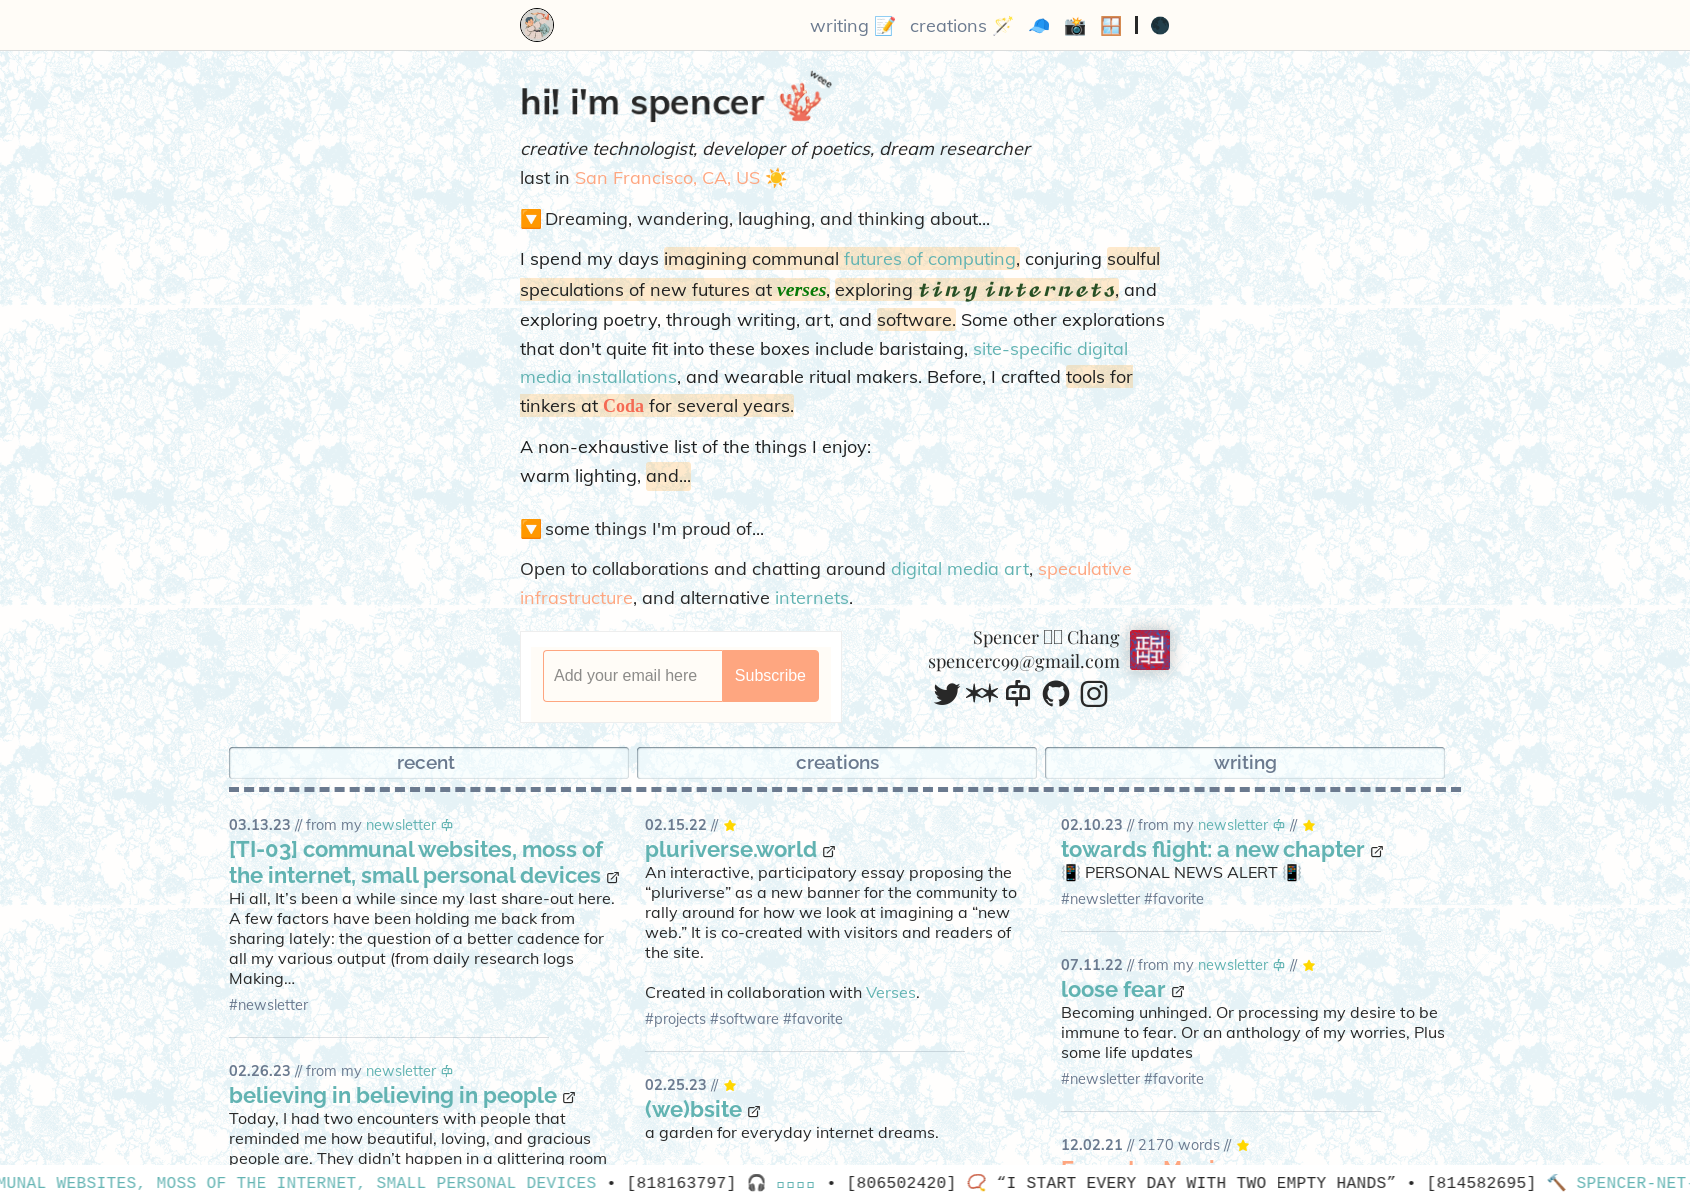 writing 📝 creations 🪄 🧢 📸 🪟 | 🌑
weee
hi! i'm spencer 🪸
creative technologist, developer of poetics, dream researcher
last in San Francisco, CA, US ☀️
🔽 Dreaming, wandering, laughing, and thinking about...
I spend my days imagining communal futures of computing, conjuring soulful
speculations of new futures at verses, exploring tiny internets, and
exploring poetry, through writing, art, and software. Some other explorations
that don't quite fit into these boxes include baristaing, site-specific digital
media installations, and wearable ritual makers. Before, I crafted tools for
tinkers at Coda for several years.
A non-exhaustive list of the things I enjoy:
warm lighting, and...
🔽 some things I'm proud of...
Open to collaborations and chatting around digital media art, speculative
infrastructure, and alternative internets.
Add your email here Subscribe
Spencer Chang
spencerc99@gmail.com
recent creations writing
03.13.23 // from my newsletter
[TI-03] communal websites, moss of
the internet, small personal devices
Hi all, It’s been a while since my last share-out here.
A few factors have been holding me back from
sharing lately: the question of a better cadence for
all my various output (from daily research logs
Making...
#newsletter
02.26.23 // from my newsletter
believing in believing in people
Today, I had two encounters with people that
reminded me how beautiful, loving, and gracious
people are. They didn’t happen in a glittering room
02.15.22 // ⭐
pluriverse.world
An interactive, participatory essay proposing the
“pluriverse” as a new banner for the community to
rally around for how we look at imagining a “new
web.” It is co-created with visitors and readers of
the site.
Created in collaboration with Verses.
#projects #software #favorite
02.25.23 // ⭐
(we)bsite
a garden for everyday internet dreams.
02.10.23 // from my newsletter // ⭐
towards flight: a new chapter
📳 PERSONAL NEWS ALERT 📳
#newsletter #favorite
07.11.22 // from my newsletter // ⭐
loose fear
Becoming unhinged. Or processing my desire to be
immune to fear. Or an anthology of my worries, Plus
some life updates
#newsletter #favorite
12.02.21 // 2170 words // ⭐
MUNAL WEBSITES, MOSS OF THE INTERNET, SMALL PERSONAL DEVICES • [818163797] 🎧 • [806502420] 📿 “I START EVERY DAY WITH TWO EMPTY HANDS” • [814582695] 🔨 SPENCER-NET